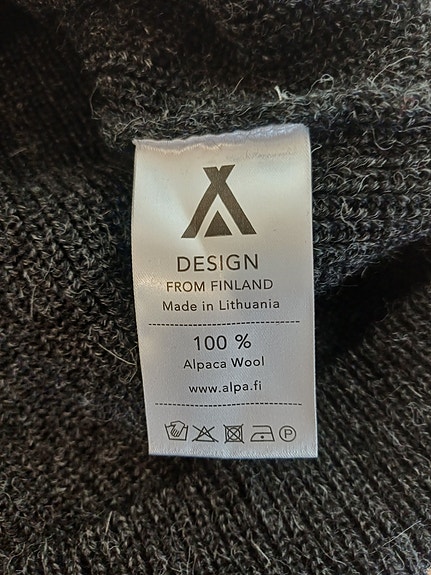 DESIGN
FROM FINLAND
Made in Lithuania
100 %
Alpaca Wool
www.alpa.fi
P